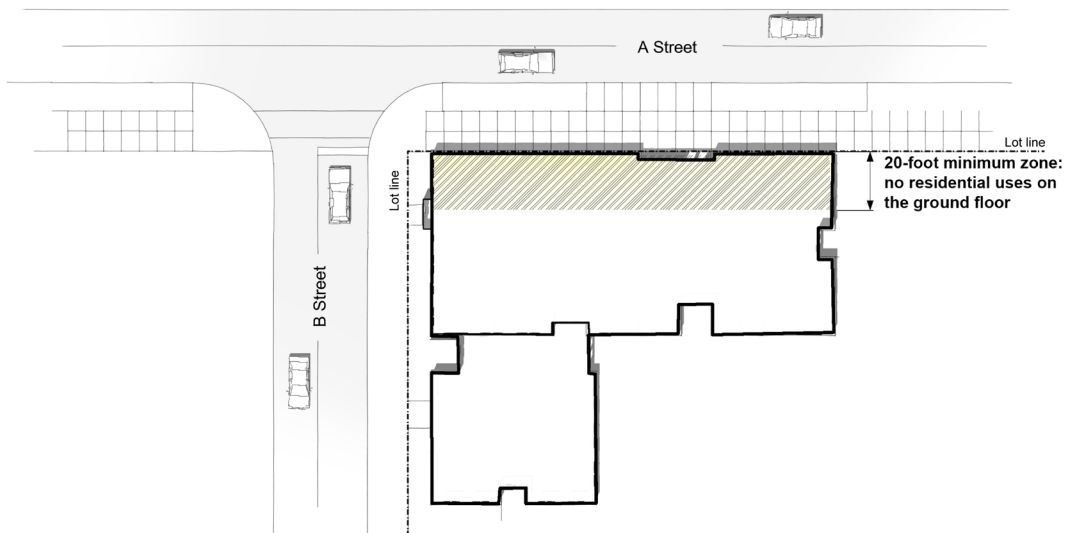 A Street
Lot line
20-foot minimum zone:
no residential uses on
the ground floor
Lot line
B Street